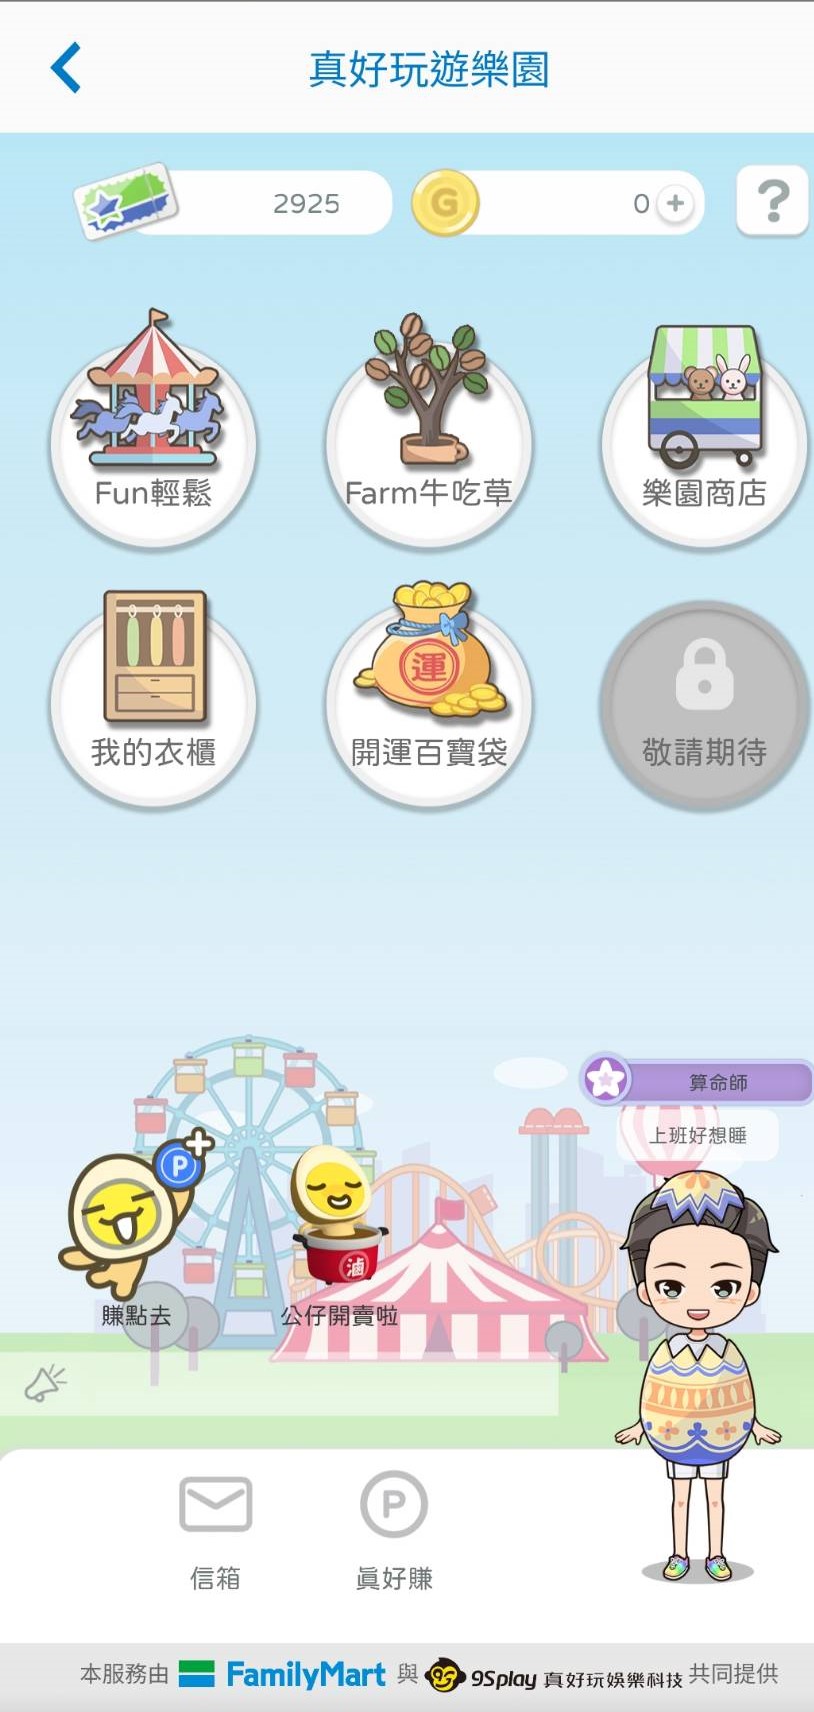 真好玩遊樂園
2925
G
0 +
?
Fun輕鬆
Farm牛吃草
樂園商店
運
我的衣櫃
開運百寶袋
敬請期待
算命師
上班好想睡
P
滷
賺點去
公仔開賣啦
P
信箱
真好賺
本服務由 FamilyMart 與 95 9Splay 真好玩娛樂科技 共同提供